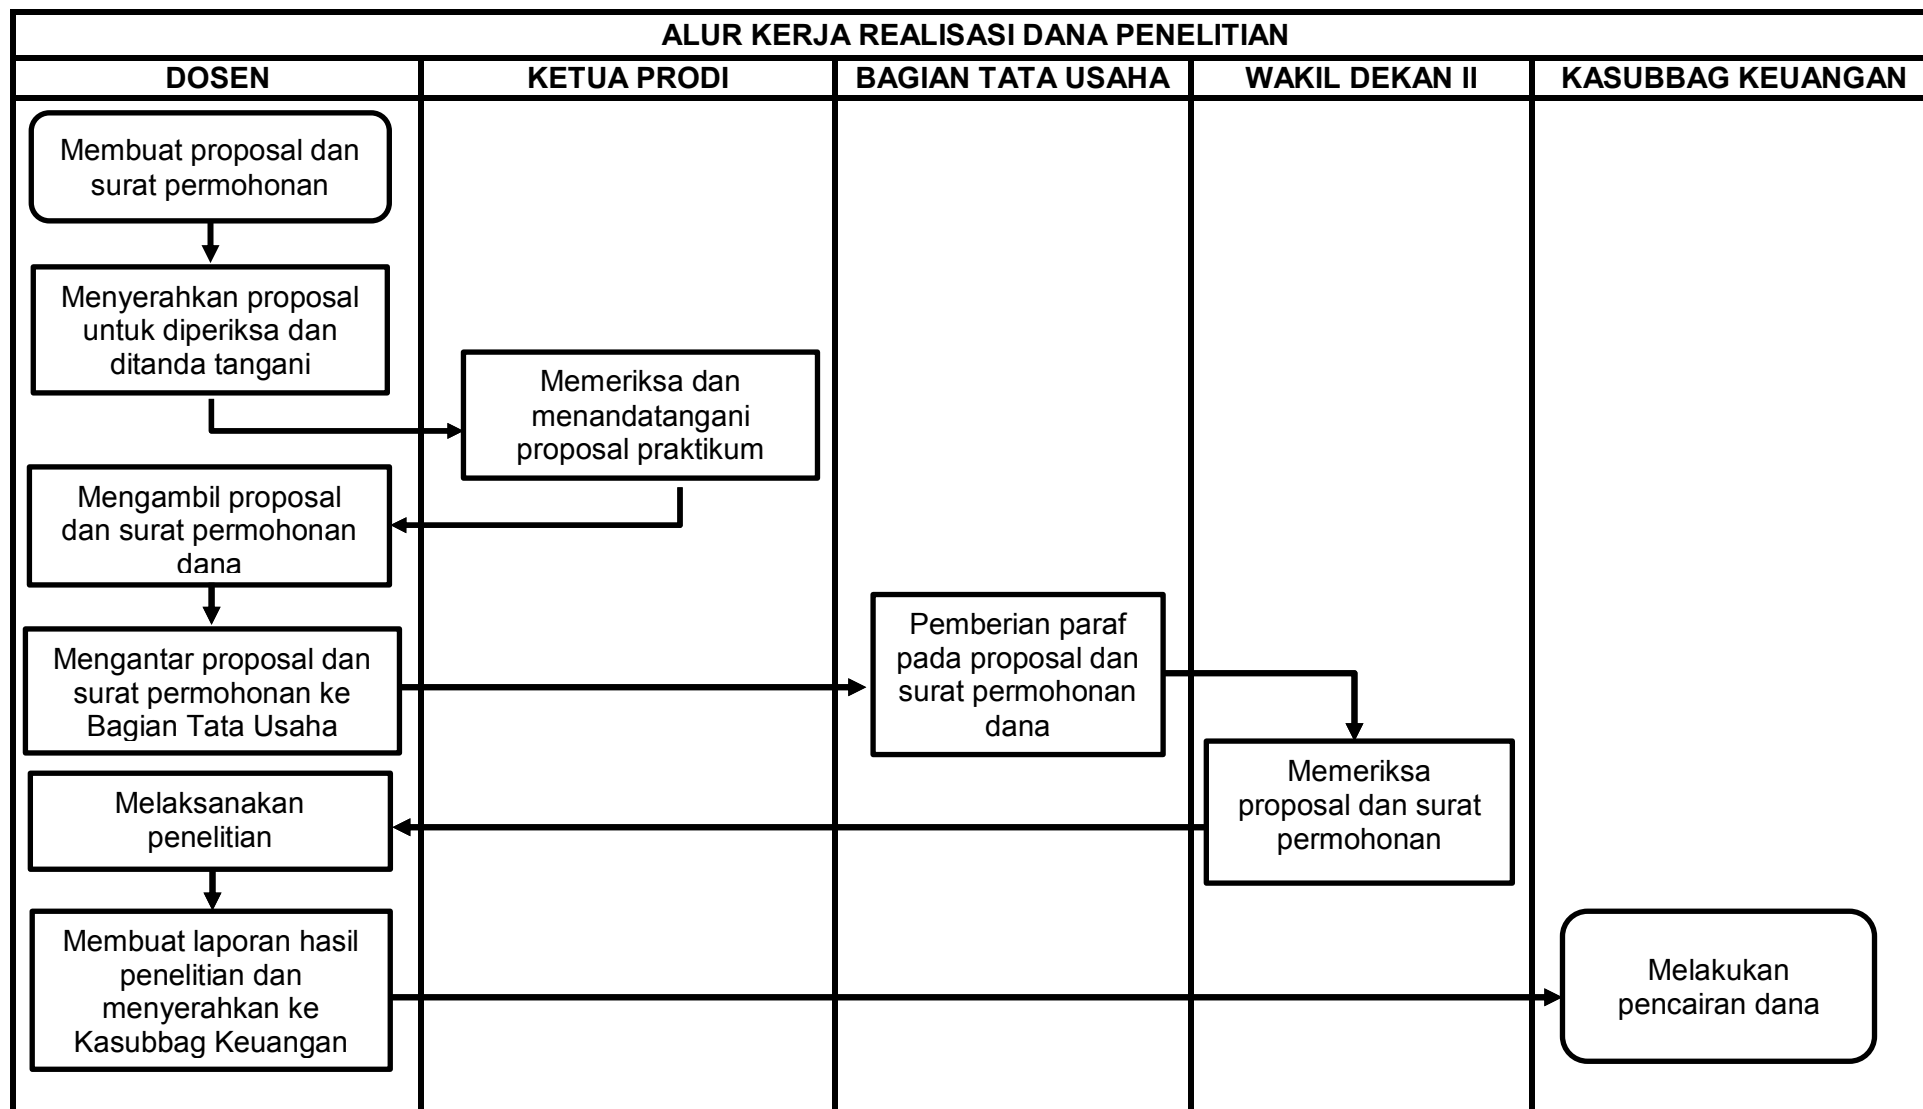 ALUR KERJA REALISASI DANA PENELITIAN
DOSEN
KETUA PRODI
BAGIAN TATA USAHA
WAKIL DEKAN II
KASUBBAG KEUANGAN
Membuat proposal dan
surat permohonan
Menyerahkan proposal
untuk diperiksa dan
ditanda tangani
Memeriksa dan
menandatangani
proposal praktikum
Mengambil proposal
dan surat permohonan
dana
Mengantar proposal dan
surat permohonan ke
Bagian Tata Usaha
Pemberian paraf
pada proposal dan
surat permohonan
dana
Memeriksa
proposal dan surat
permohonan
Melaksanakan
penelitian
Membuat laporan hasil
penelitian dan
menyerahkan ke
Kasubbag Keuangan
Melakukan
pencairan dana